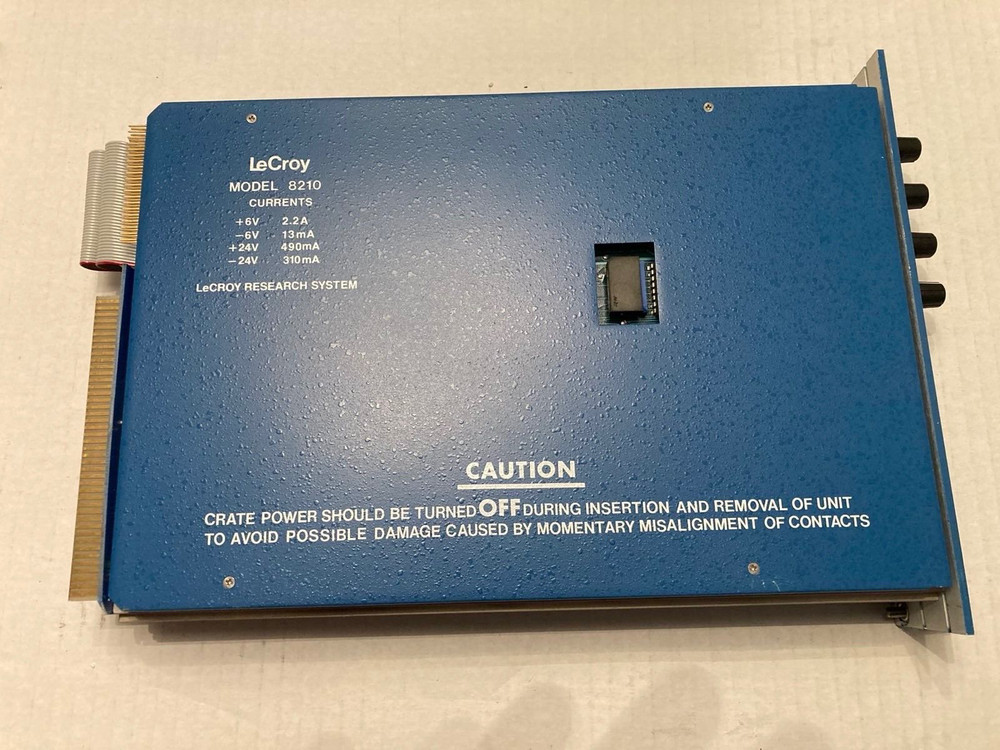 LeCroy
MODEL 8210
CURRENTS
+6V 2.2A
−6V 13mA
+24V 490mA
−24V 310mA
LeCROY RESEARCH SYSTEM
CAUTION
CRATE POWER SHOULD BE TURNED OFF DURING INSERTION AND REMOVAL OF UNIT
TO AVOID POSSIBLE DAMAGE CAUSED BY MOMENTARY MISALIGNMENT OF CONTACTS